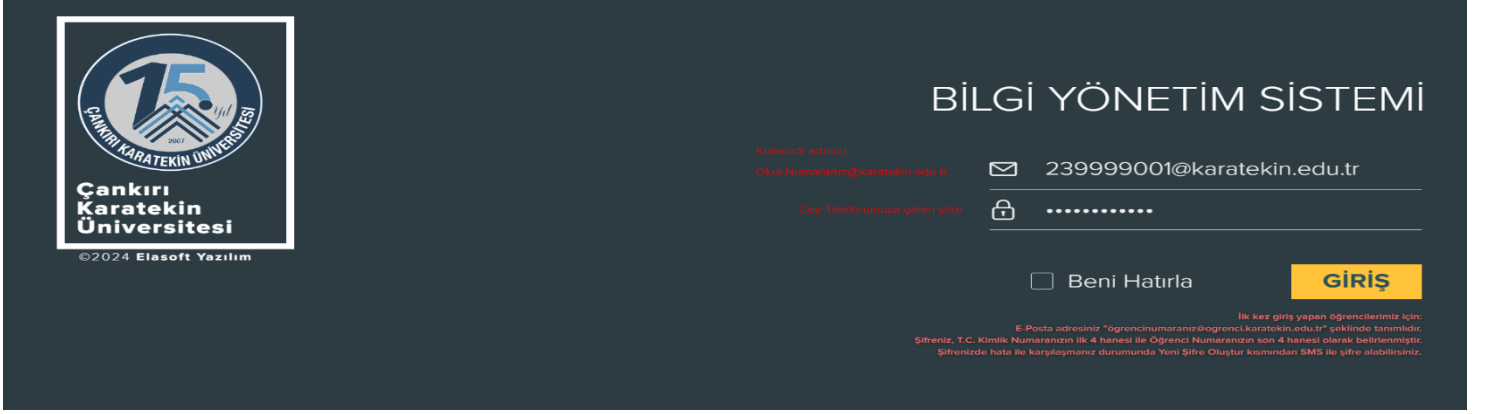 15.
yıl
2007
ÇANKIRI KARATEKİN ÜNİVERSİTESİ
Çankırı
Karatekin
Üniversitesi
©2024 Elasoft Yazılım
BİLGİ YÖNETİM SİSTEMİ
Kullandı adınızı
Okul Numaranız@karatekin.edu.tr
239999001@karatekin.edu.tr
Cep Telefonunuza gelen şifre
Beni Hatırla
GİRİŞ
İlk kez giriş yapan öğrencilerimiz için:
E-Posta adresiniz "ögrencinumaranız@ogrenci.karatekin.edu.tr" şeklinde tanımlıdır.
Şifreniz, T.C. Kimlik Numaranızın ilk 4 hanesi ile Öğrenci Numaranızın son 4 hanesi olarak belirlenmiştir.
Şifrenizde hata ile karşılaşmanız durumunda Yeni Şifre Oluştur kısmından SMS ile şifre alabilirsiniz.